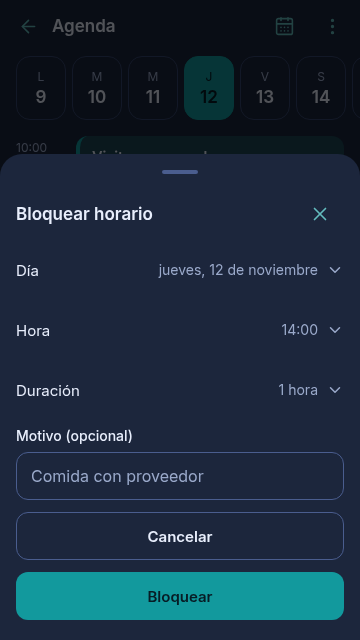 Agenda
L M M J V S
9 10 11 12 13 14
10:00
Bloquear horario
Día jueves, 12 de noviembre
Hora 14:00
Duración 1 hora
Motivo (opcional)
Comida con proveedor
Cancelar
Bloquear